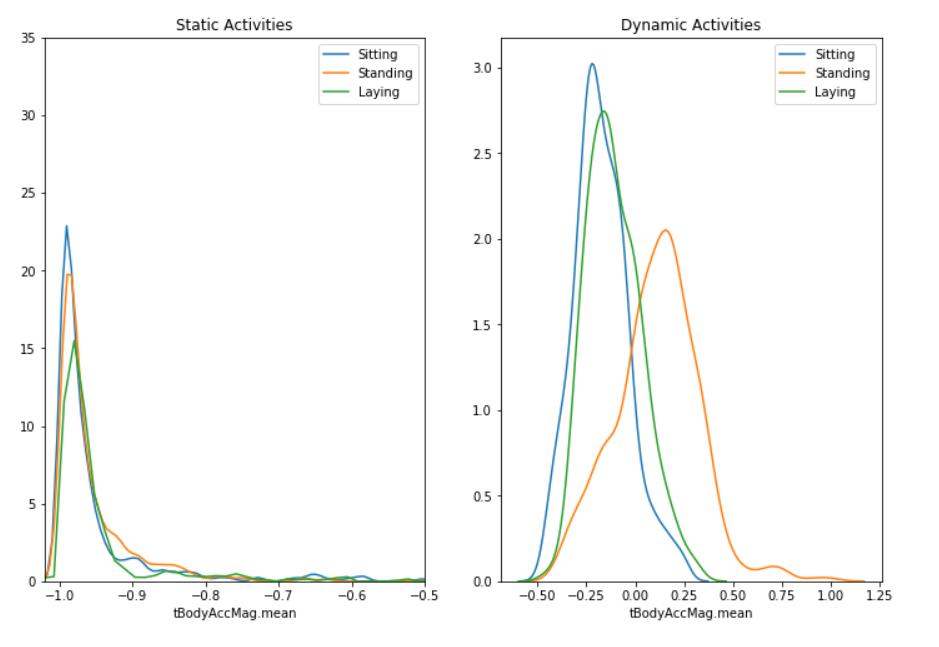 Static Activities
Sitting
Standing
Laying
35
30
25
20
15
10
5
0
−1.0 −0.9 −0.8 −0.7 −0.6 −0.5
tBodyAccMag.mean
Dynamic Activities
Sitting
Standing
Laying
3.0
2.5
2.0
1.5
1.0
0.5
0.0
−0.50 −0.25 0.00 0.25 0.50 0.75 1.00 1.25
tBodyAccMag.mean